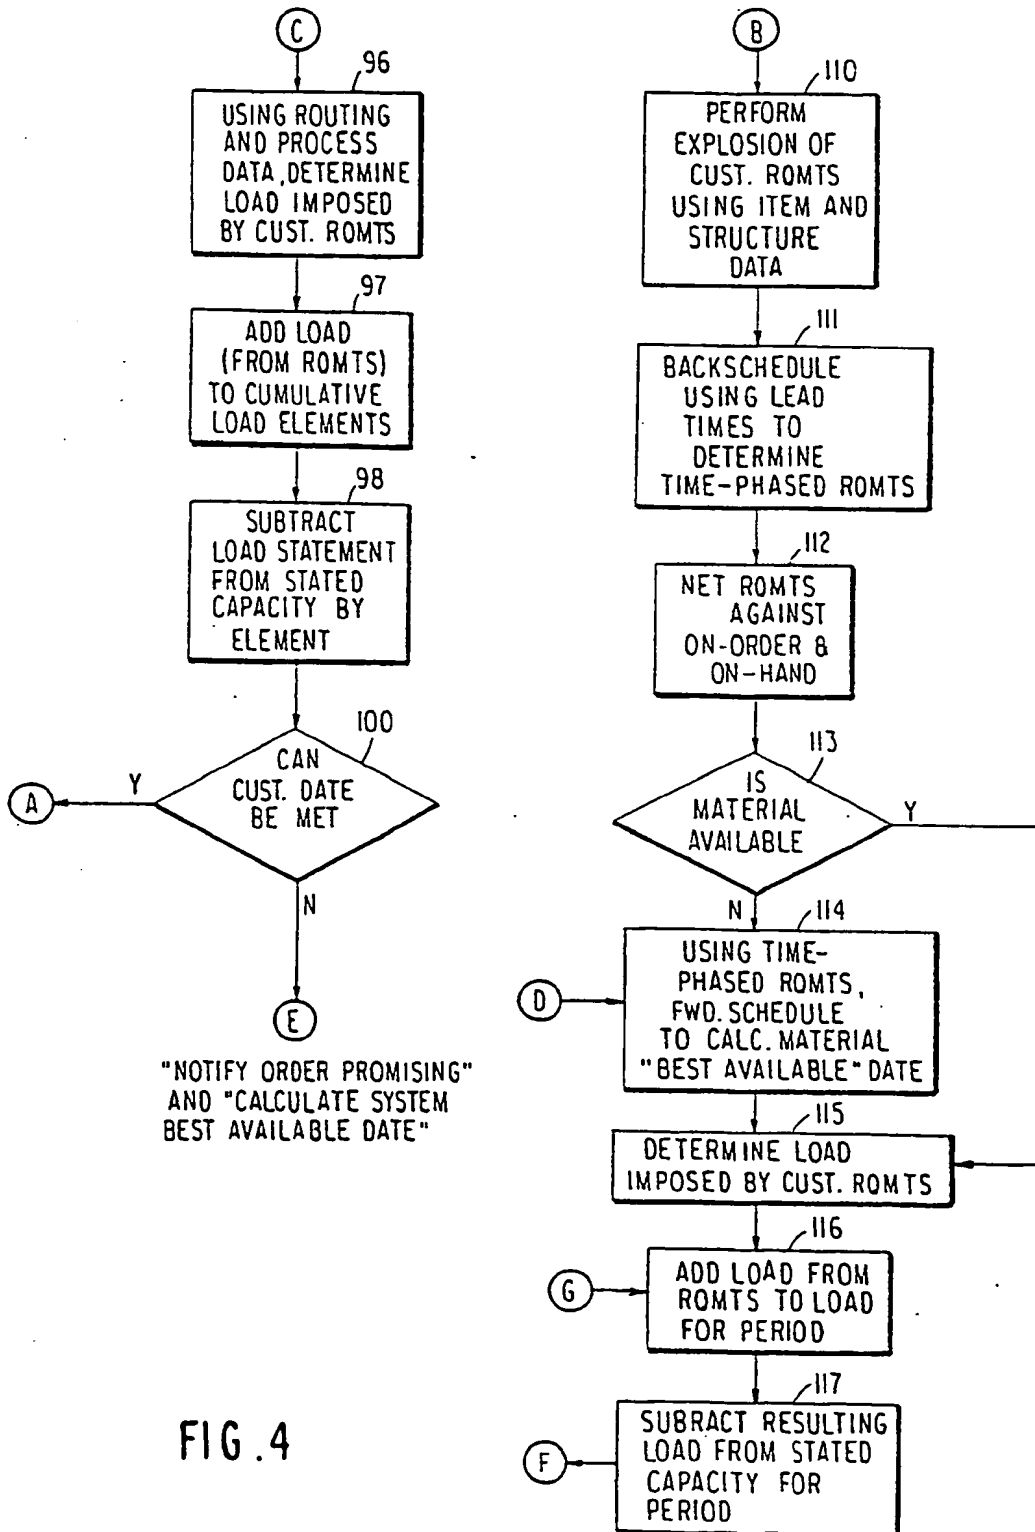 C
96
USING ROUTING
AND PROCESS
DATA, DETERMINE
LOAD IMPOSED
BY CUST. RQMTS
97
ADD LOAD
(FROM RQMTS)
TO CUMULATIVE
LOAD ELEMENTS
98
SUBTRACT
LOAD STATEMENT
FROM STATED
CAPACITY BY
ELEMENT
100
CAN
CUST. DATE
BE MET
Y
A
N
E
"NOTIFY ORDER PROMISING"
AND "CALCULATE SYSTEM
BEST AVAILABLE DATE"
B
110
PERFORM
EXPLOSION OF
CUST. RQMTS
USING ITEM AND
STRUCTURE
DATA
111
BACKSCHEDULE
USING LEAD
TIMES TO
DETERMINE
TIME-PHASED RQMTS
112
NET RQMTS
AGAINST
ON-ORDER &
ON-HAND
113
IS
MATERIAL
AVAILABLE
Y
N
114
USING TIME-
PHASED RQMTS,
FWD. SCHEDULE
TO CALC. MATERIAL
"BEST AVAILABLE" DATE
D
115
DETERMINE LOAD
IMPOSED BY CUST. RQMTS
116
ADD LOAD FROM
RQMTS TO LOAD
FOR PERIOD
G
117
SUBRACT RESULTING
LOAD FROM STATED
CAPACITY FOR
PERIOD
F
FIG.4